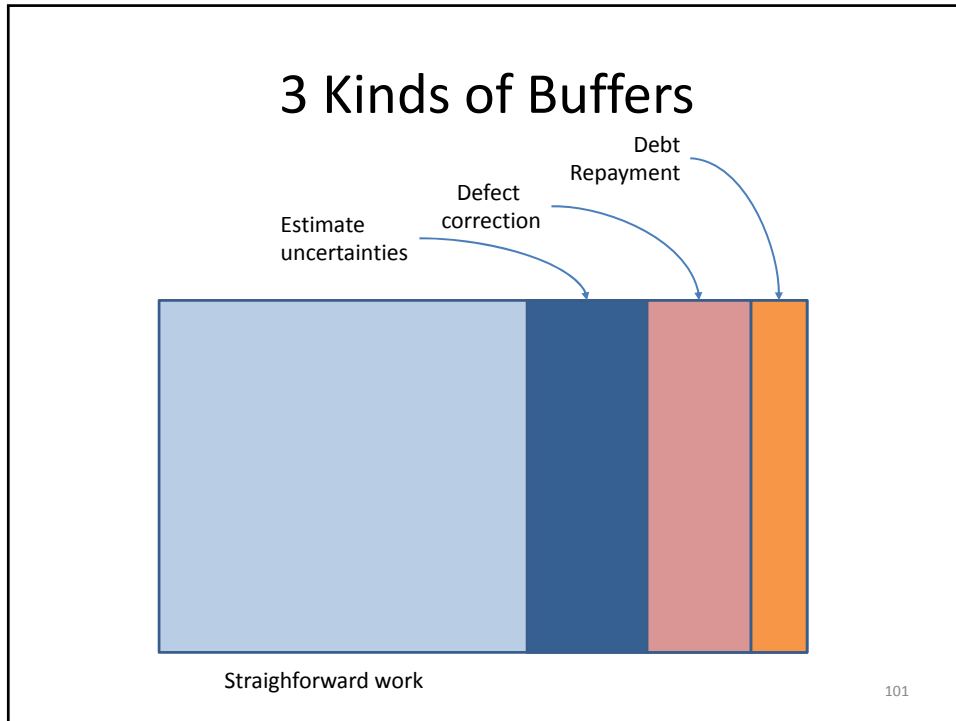 3 Kinds of Buffers
Debt
Repayment
Defect
correction
Estimate
uncertainties
Straighforward work
101